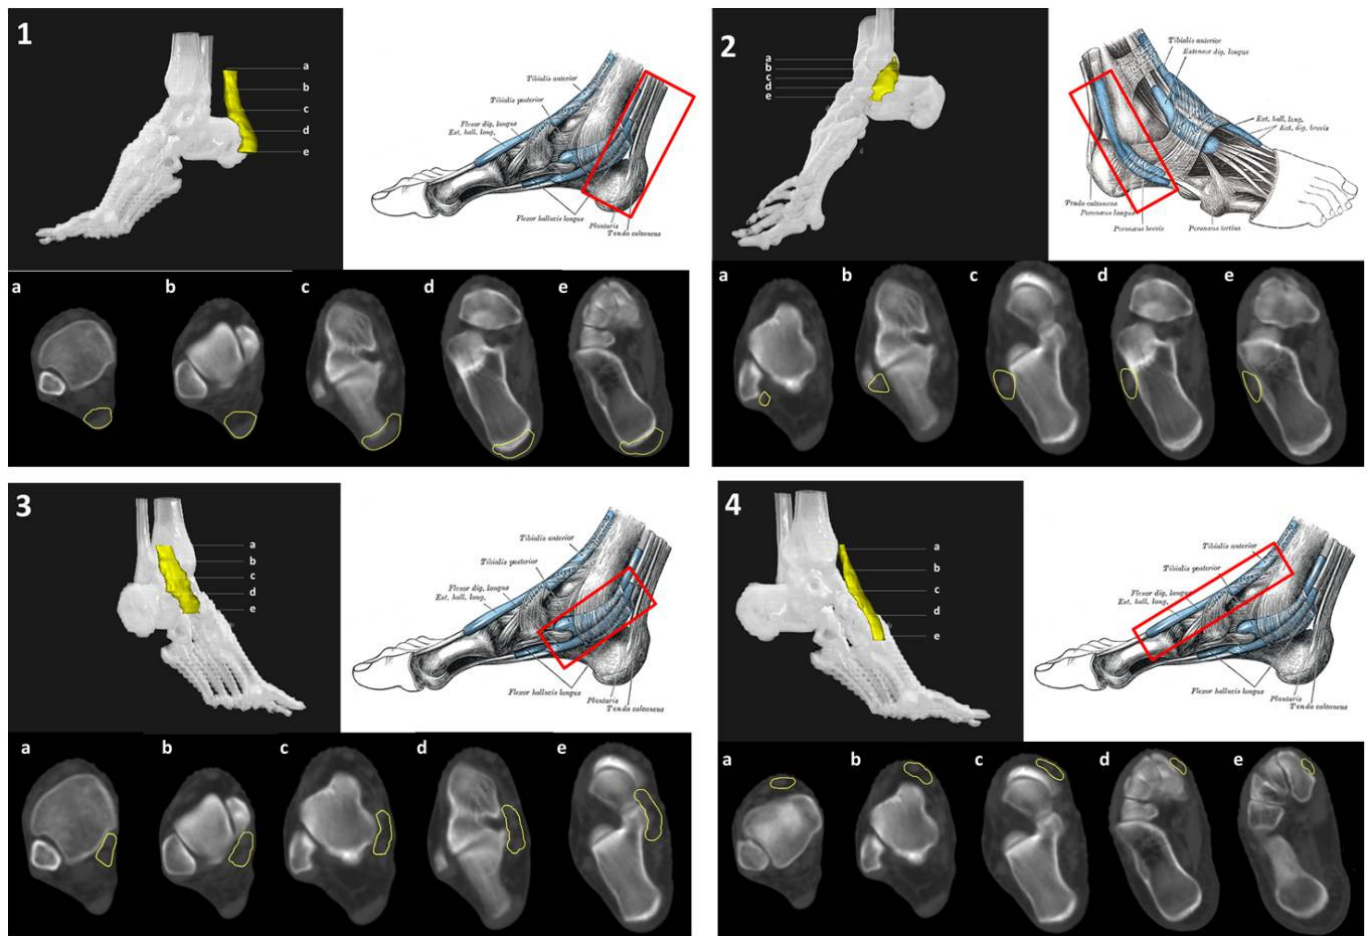 1
a
b
c
d
e
Tibialis anterior
Tibialis posterior
Flexor dig. longus
Ext. hall. long.
Flexor hallucis longus
Plantaris
Tendo calcaneus
a
b
c
d
e
2
a
b
c
d
e
Tibialis anterior
Extensor dig. longus
Ext. hall. long.
Ext. dig. brevis
Tendo calcaneus
Peronæus longus
Peronæus brevis
Peronæus tertius
a
b
c
d
e
3
a
b
c
d
e
Tibialis anterior
Tibialis posterior
Flexor dig. longus
Ext. hall. long.
Flexor hallucis longus
Plantaris
Tendo calcaneus
a
b
c
d
e
4
a
b
c
d
e
Tibialis anterior
Tibialis posterior
Flexor dig. longus
Ext. hall. long.
Flexor hallucis longus
Plantaris
Tendo calcaneus
a
b
c
d
e